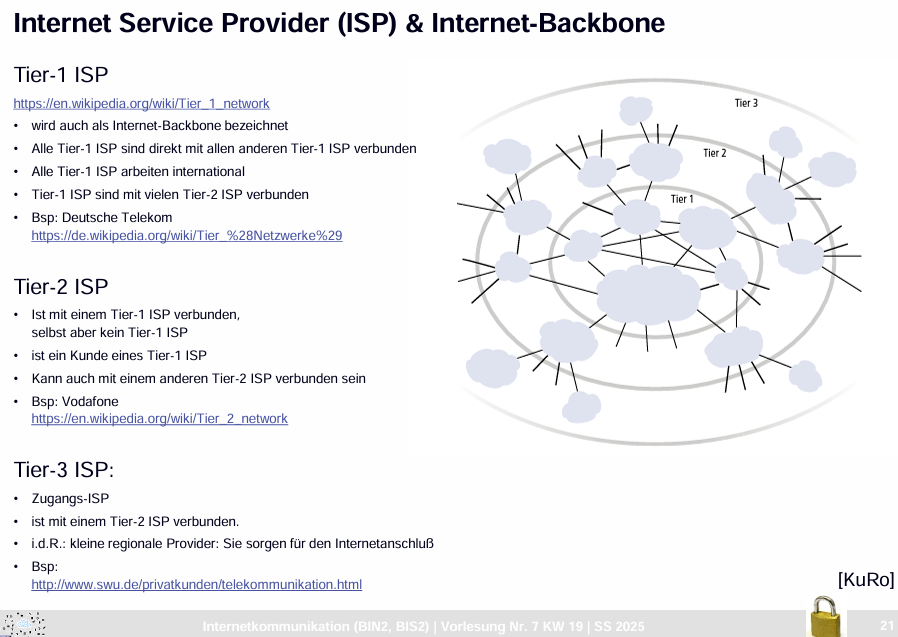 Internet Service Provider (ISP) & Internet-Backbone
Tier-1 ISP
https://en.wikipedia.org/wiki/Tier_1_network
• wird auch als Internet-Backbone bezeichnet
• Alle Tier-1 ISP sind direkt mit allen anderen Tier-1 ISP verbunden
• Alle Tier-1 ISP arbeiten international
• Tier-1 ISP sind mit vielen Tier-2 ISP verbunden
• Bsp: Deutsche Telekom
https://de.wikipedia.org/wiki/Tier_%28Netzwerke%29
Tier-2 ISP
• Ist mit einem Tier-1 ISP verbunden,
selbst aber kein Tier-1 ISP
• ist ein Kunde eines Tier-1 ISP
• Kann auch mit einem anderen Tier-2 ISP verbunden sein
• Bsp: Vodafone
https://en.wikipedia.org/wiki/Tier_2_network
Tier-3 ISP:
• Zugangs-ISP
• ist mit einem Tier-2 ISP verbunden.
• i.d.R.: kleine regionale Provider: Sie sorgen für den Internetanschluß
• Bsp:
http://www.swu.de/privatkunden/telekommunikation.html
Tier 3
Tier 2
Tier 1
[KuRo]
Internetkommunikation (BIN2, BIS2) | Vorlesung Nr. 7 KW 19 | SS 2025
21